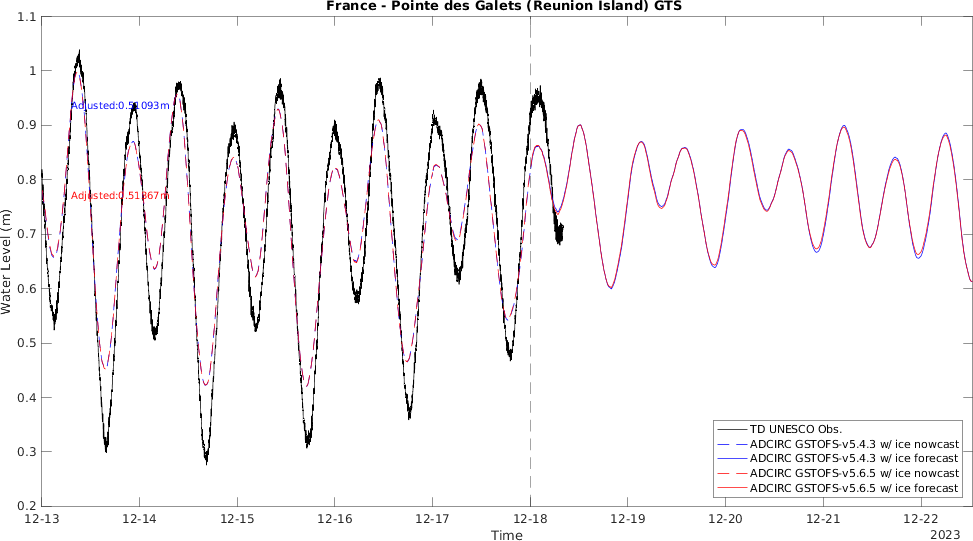 France - Pointe des Galets (Reunion Island) GTS
1.1
1
0.9
0.8
0.7
0.6
0.5
0.4
0.3
0.2
Water Level (m)
Adjusted:0.51093m
Adjusted:0.51367m
TD UNESCO Obs.
ADCIRC GSTOFS-v5.4.3 w/ ice nowcast
ADCIRC GSTOFS-v5.4.3 w/ ice forecast
ADCIRC GSTOFS-v5.6.5 w/ ice nowcast
ADCIRC GSTOFS-v5.6.5 w/ ice forecast
12-13 12-14 12-15 12-16 12-17 12-18 12-19 12-20 12-21 12-22
Time
2023